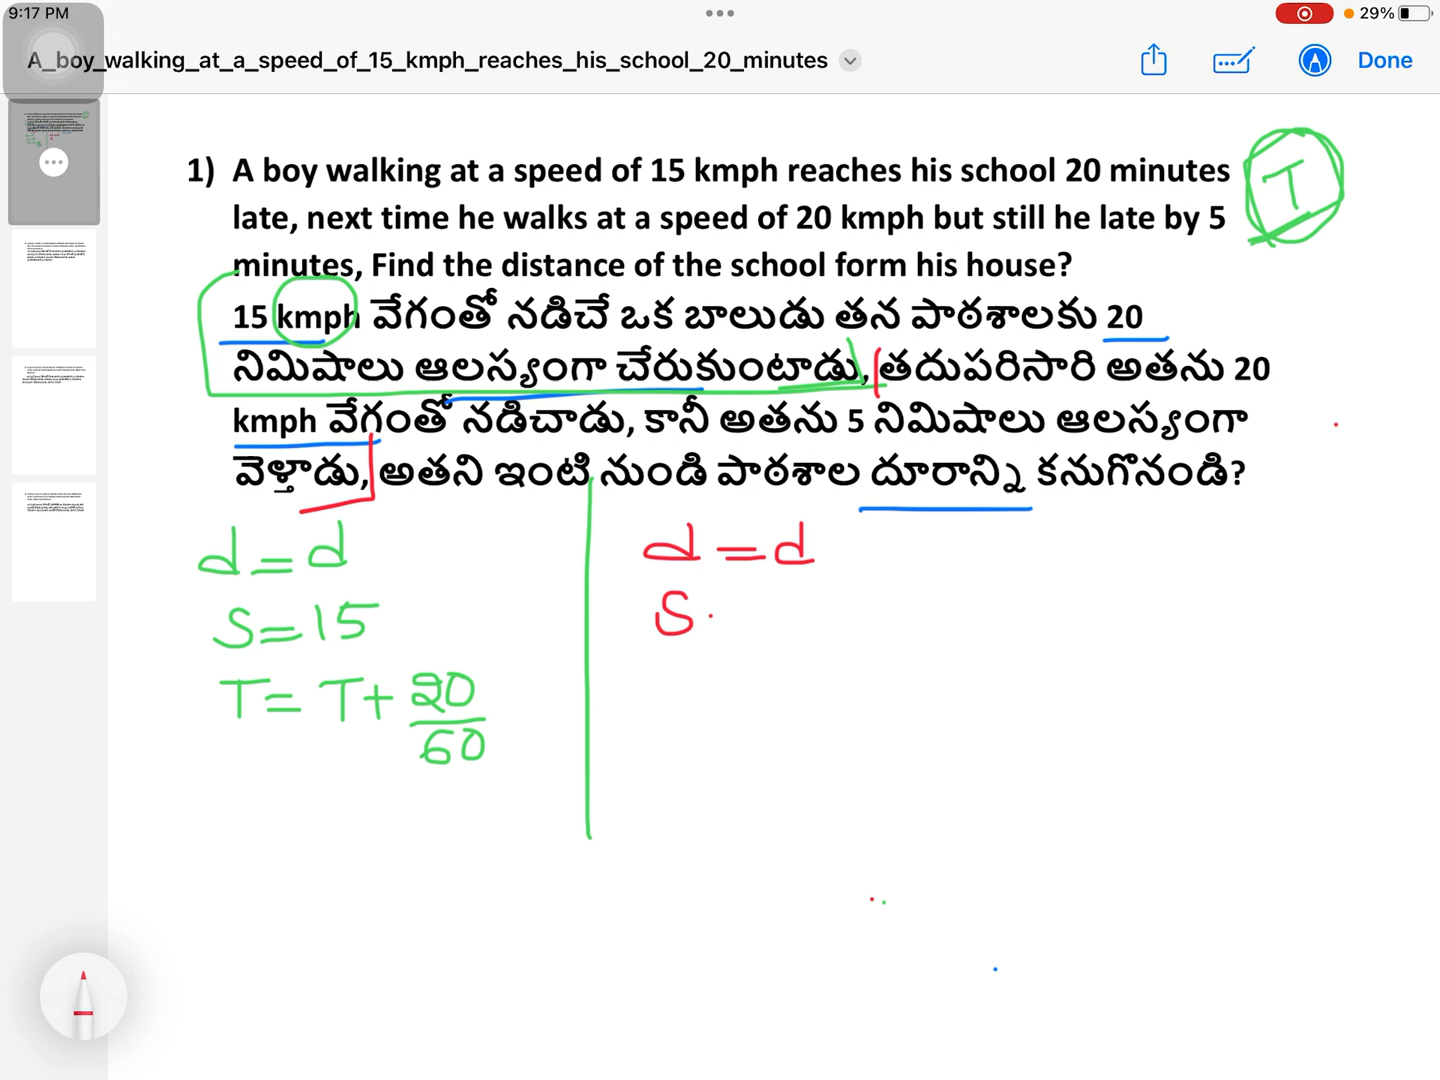 9:17 PM
29%
A_boy_walking_at_a_speed_of_15_kmph_reaches_his_school_20_minutes
Done
1) A boy walking at a speed of 15 kmph reaches his school 20 minutes
late, next time he walks at a speed of 20 kmph but still he late by 5
minutes, Find the distance of the school form his house?
T
15 kmph వేగంతో నడిచే ఒక బాలుడు తన పాఠశాలకు 20
నిమిషాలు ఆలస్యంగా చేరుకుంటాడు, తదుపరిసారి అతను 20
kmph వేగంతో నడిచాడు, కానీ అతను 5 నిమిషాలు ఆలస్యంగా
వెళ్తాడు, అతని ఇంటి నుండి పాఠశాల దూరాన్ని కనుగొనండి?
d = d
S = 15
T = T + 20/60
d = d
S